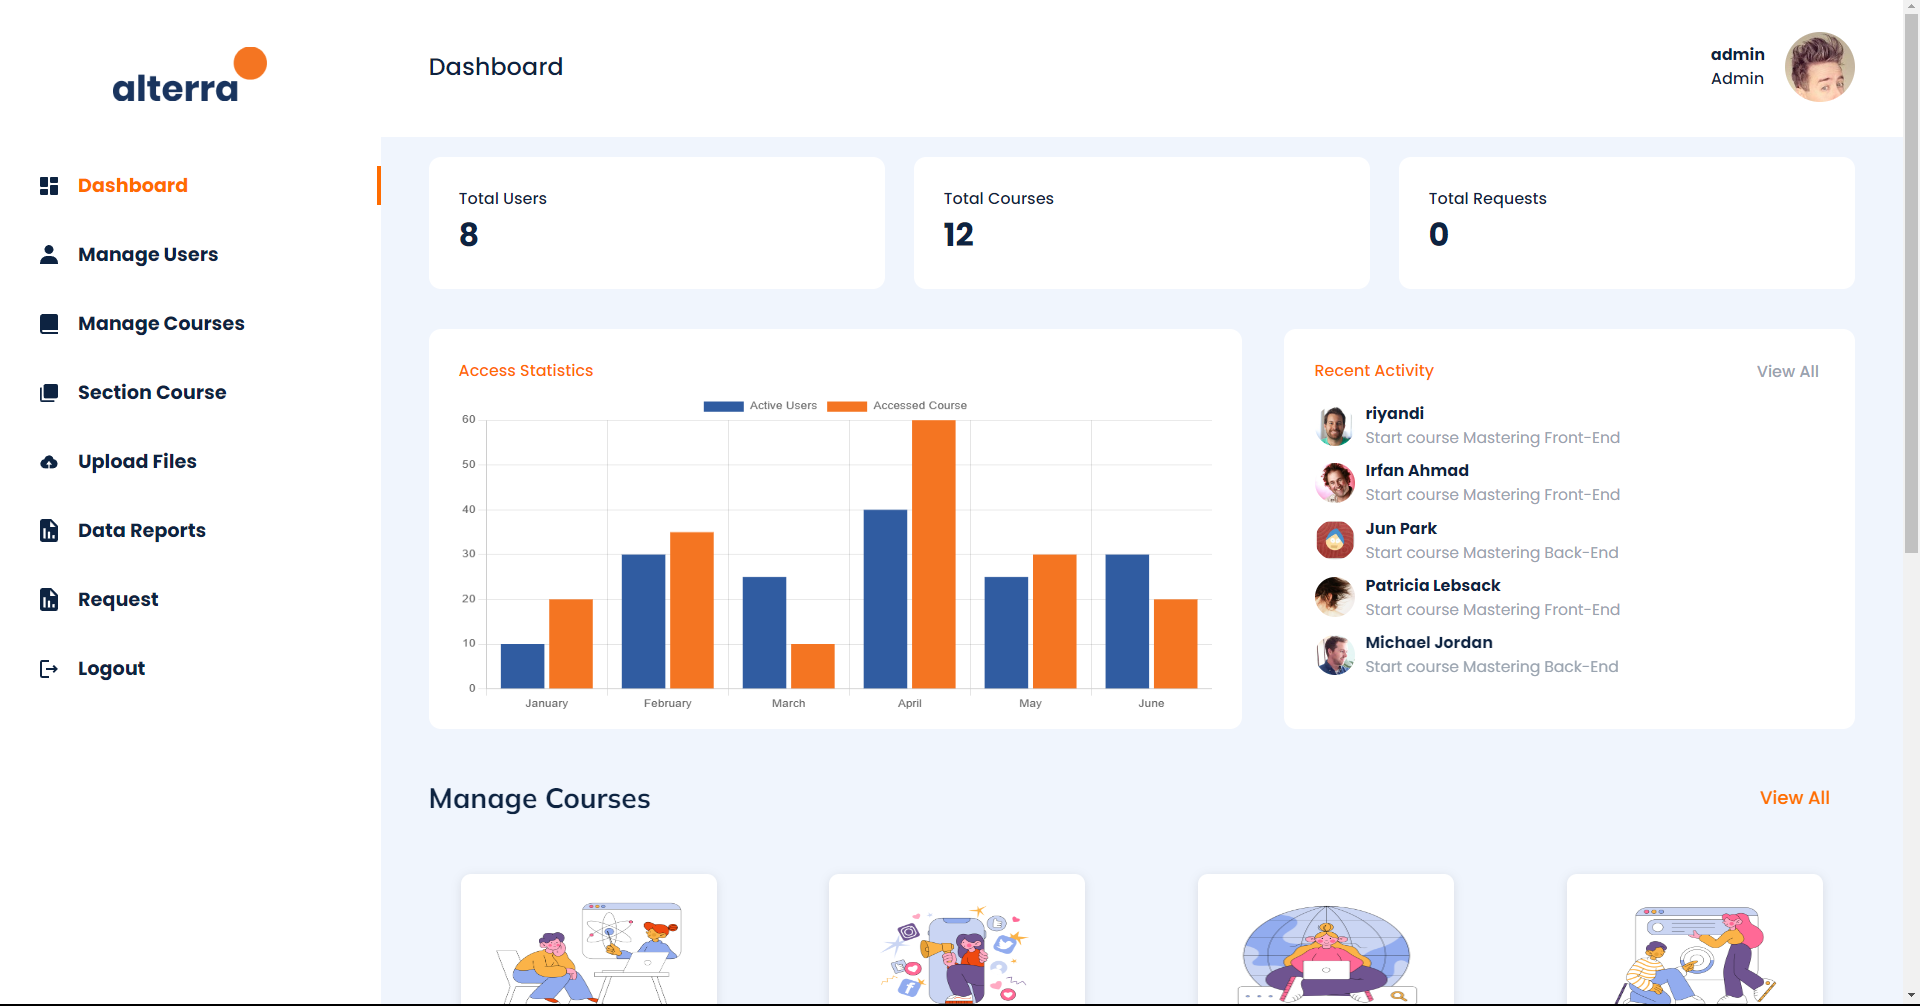 alterra
Dashboard
admin
Admin
Dashboard
Manage Users
Manage Courses
Section Course
Upload Files
Data Reports
Request
Logout
Total Users
8
Total Courses
12
Total Requests
0
Access Statistics
Active Users
Accessed Course
60
50
40
30
20
10
0
January
February
March
April
May
June
Recent Activity
View All
riyandi
Start course Mastering Front-End
Irfan Ahmad
Start course Mastering Front-End
Jun Park
Start course Mastering Back-End
Patricia Lebsack
Start course Mastering Front-End
Michael Jordan
Start course Mastering Back-End
Manage Courses
View All